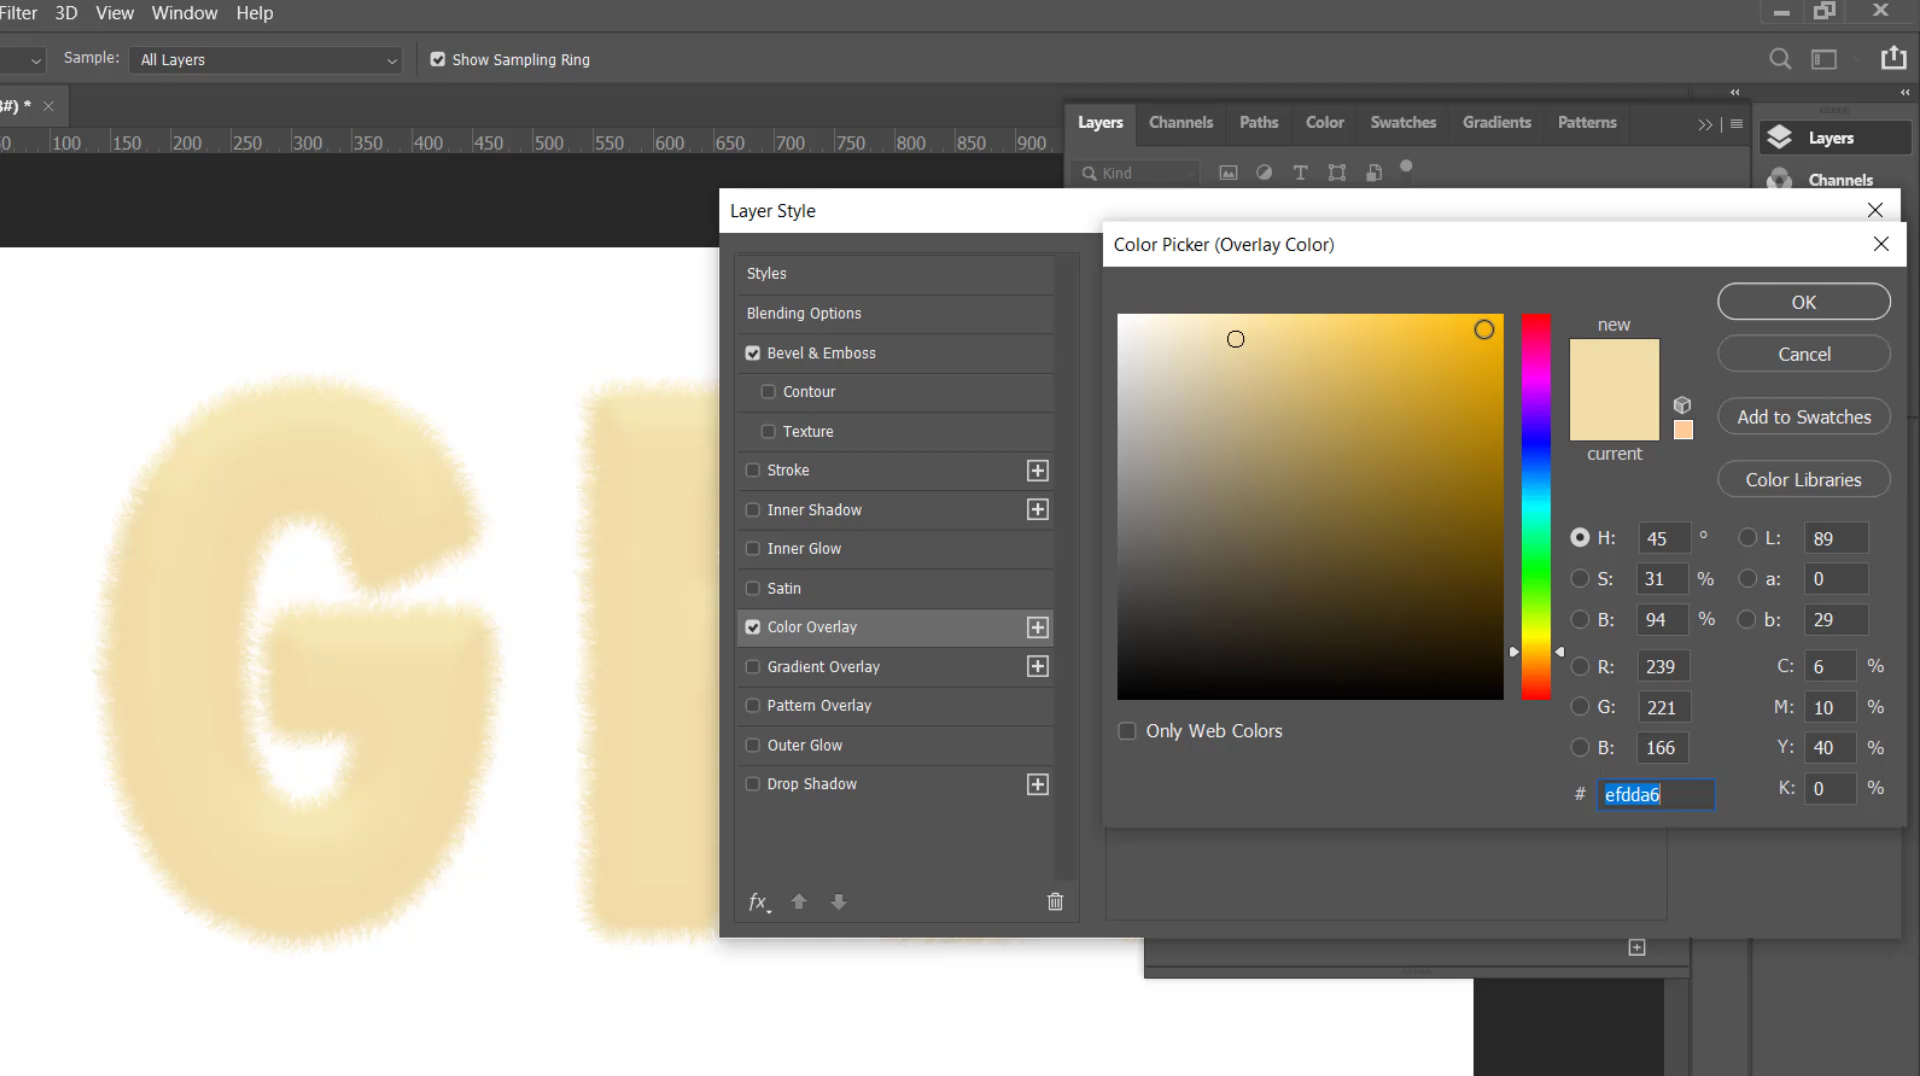 Filter 3D View Window Help
Sample: All Layers Show Sampling Ring
#) * ×
50 100 150 200 250 300 350 400 450 500 550 600 650 700 750 800 850 900
Layers Channels Paths Color Swatches Gradients Patterns
Kind
Layers
Channels
Layer Style
Color Picker (Overlay Color)
Styles
Blending Options
Bevel & Emboss
Contour
Texture
Stroke
Inner Shadow
Inner Glow
Satin
Color Overlay
Gradient Overlay
Pattern Overlay
Outer Glow
Drop Shadow
fx
new
current
OK
Cancel
Add to Swatches
Color Libraries
H: 45 ° L: 89
S: 31 % a: 0
B: 94 % b: 29
R: 239 C: 6 %
G: 221 M: 10 %
B: 166 Y: 40 %
# efdda6 K: 0 %
Only Web Colors
G